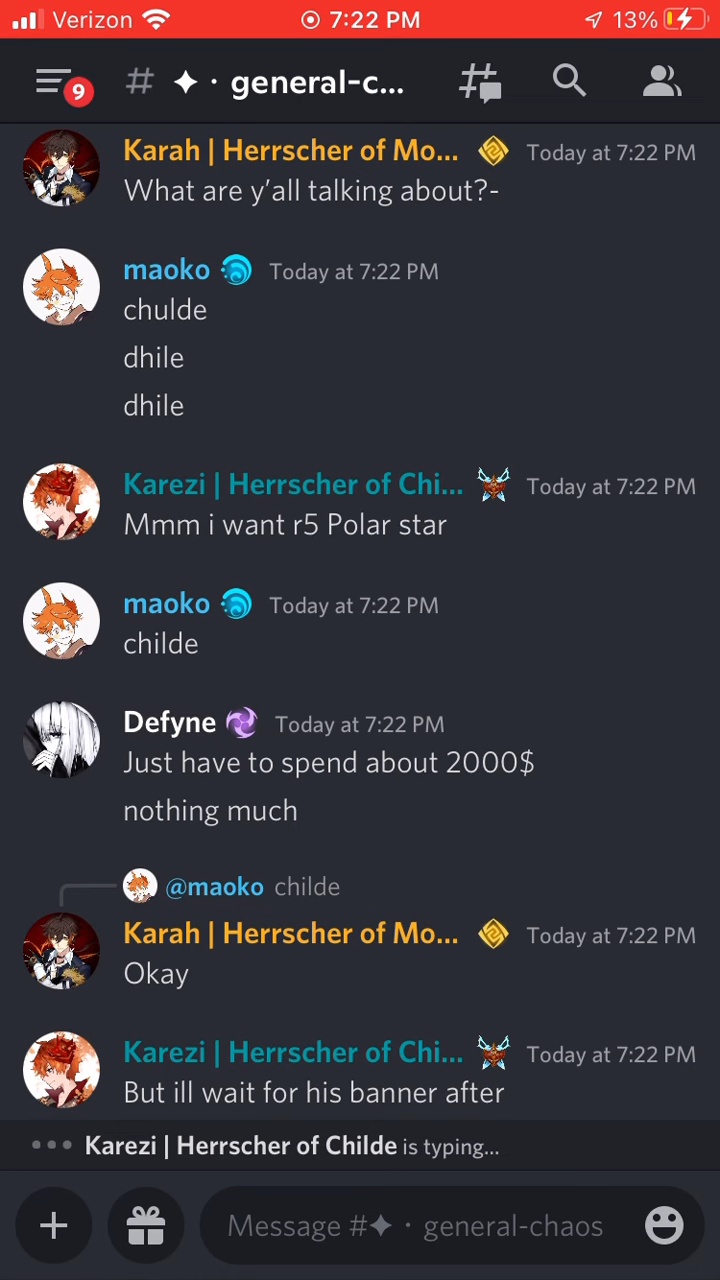 Verizon 7:22 PM 13%
9 # ✦ · general-c...
Karah | Herrscher of Mo... Today at 7:22 PM
What are y'all talking about?-
maoko Today at 7:22 PM
chulde
dhile
dhile
Karezi | Herrscher of Chi... Today at 7:22 PM
Mmm i want r5 Polar star
maoko Today at 7:22 PM
childe
Defyne Today at 7:22 PM
Just have to spend about 2000$
nothing much
@maoko childe
Karah | Herrscher of Mo... Today at 7:22 PM
Okay
Karezi | Herrscher of Chi... Today at 7:22 PM
But ill wait for his banner after
Karezi | Herrscher of Childe is typing...
Message #✦ · general-chaos